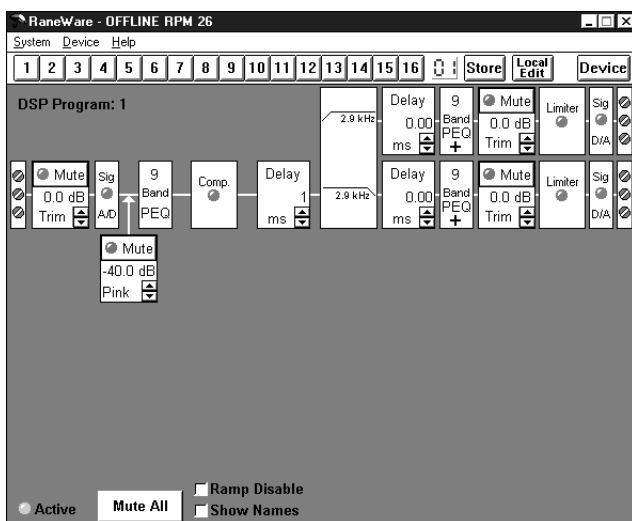 RaneWare - OFFLINE RPM 26
System Device Help
1 2 3 4 5 6 7 8 9 10 11 12 13 14 15 16 01 Store Local Edit Device
DSP Program: 1
2.9 kHz
Delay
0.00
ms
9
Band
PEQ
+
Mute
0.0 dB
Trim
Limiter
Sig
D/A
Mute
0.0 dB
Trim
Sig
A/D
9
Band
PEQ
Comp.
Delay
1
ms
2.9 kHz
Delay
0.00
ms
9
Band
PEQ
+
Mute
0.0 dB
Trim
Limiter
Sig
D/A
Mute
-40.0 dB
Pink
Active
Mute All
Ramp Disable
Show Names